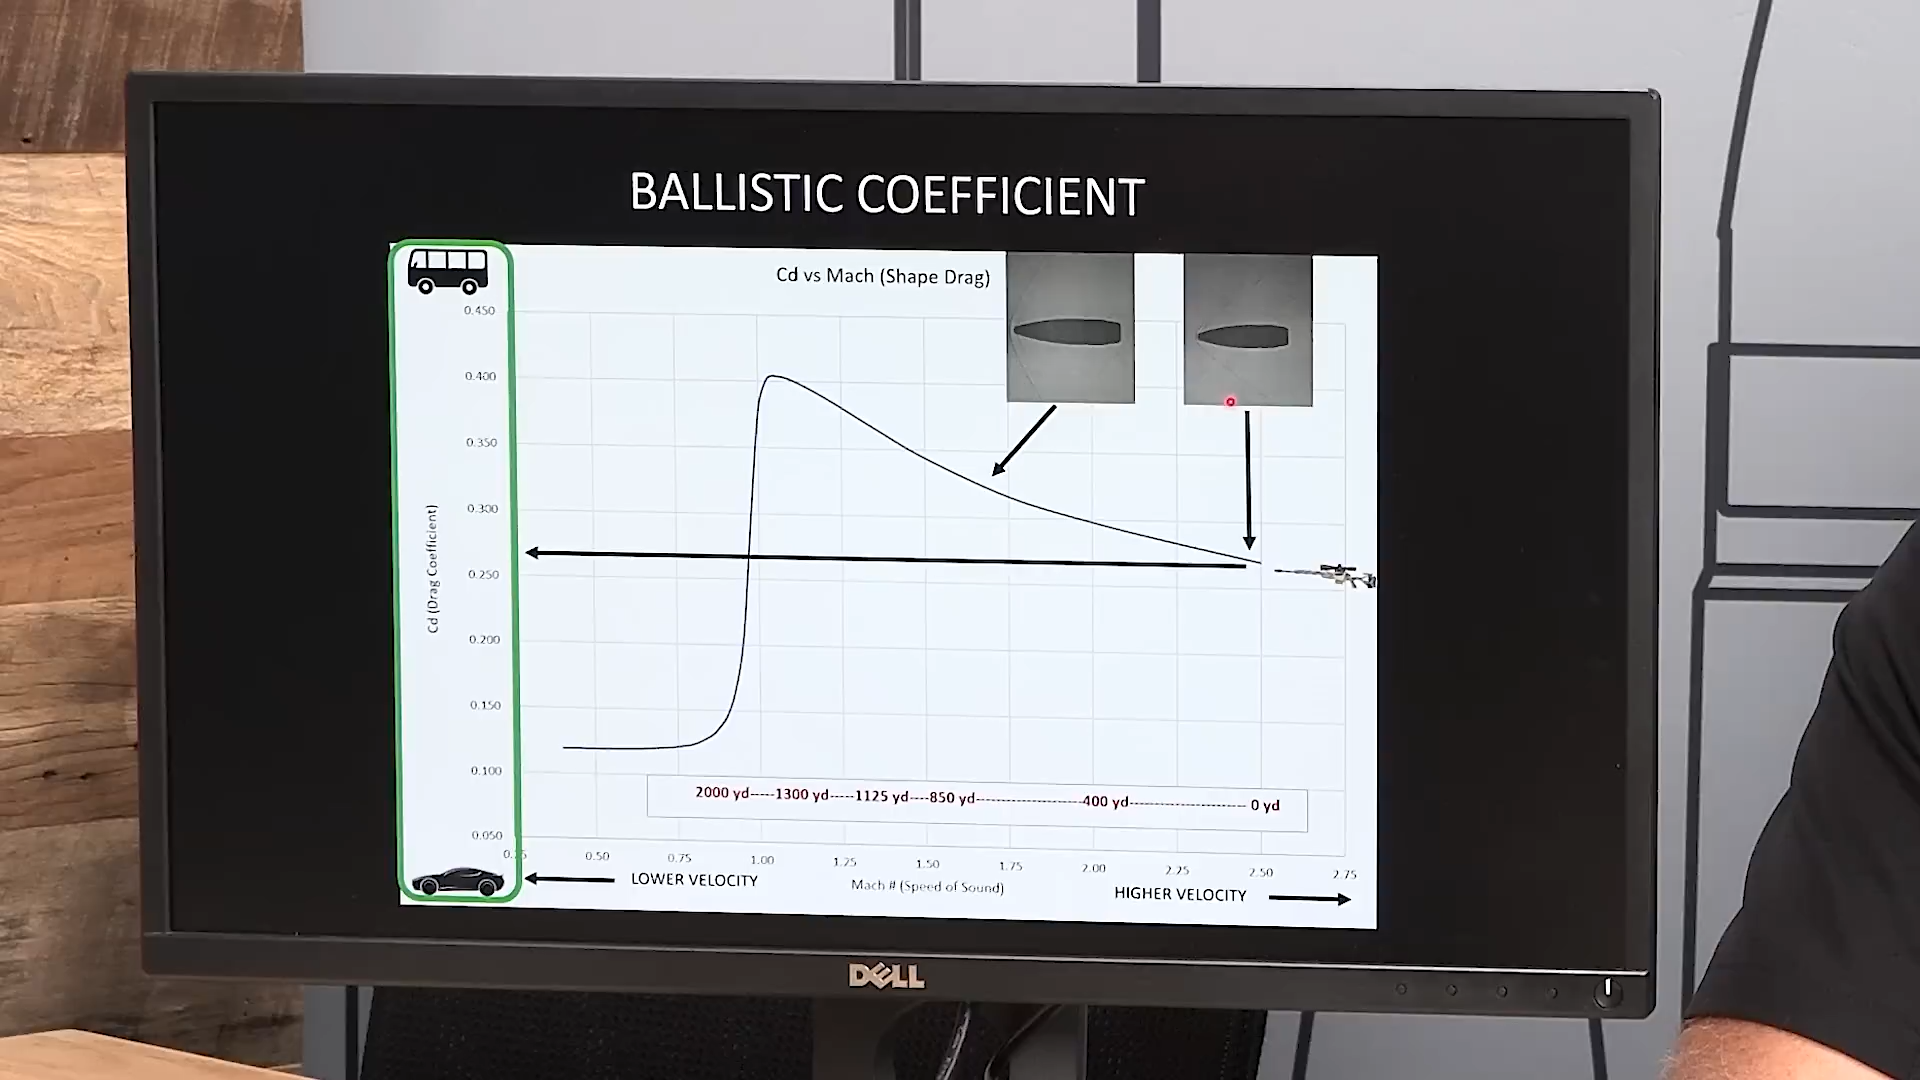 BALLISTIC COEFFICIENT
Cd vs Mach (Shape Drag)
0.450
0.400
0.350
0.300
0.250
0.200
0.150
0.100
0.050
Cd (Drag Coefficient)
2000 yd-----1300 yd-----1125 yd----850 yd----------------------400 yd------------------------ 0 yd
0.25 0.50 0.75 1.00 1.25 1.50 1.75 2.00 2.25 2.50 2.75
LOWER VELOCITY
Mach # (Speed of Sound)
HIGHER VELOCITY
DELL